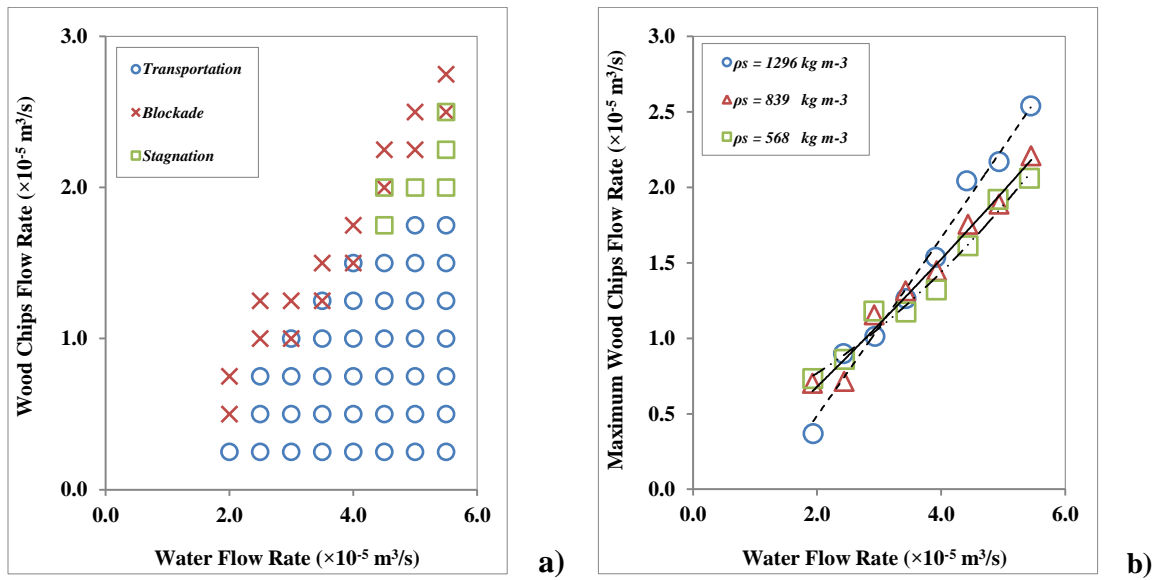 3.0
2.0
1.0
0.0
0.0
2.0
4.0
6.0
Wood Chips Flow Rate (×10-5 m3/s)
Water Flow Rate (×10-5 m3/s)
Transportation
Blockade
Stagnation
a)
3.0
2.5
2.0
1.5
1.0
0.5
0.0
0.0
2.0
4.0
6.0
Maximum Wood Chips Flow Rate (×10-5 m3/s)
Water Flow Rate (×10-5 m3/s)
ρs = 1296 kg m-3
ρs = 839 kg m-3
ρs = 568 kg m-3
b)